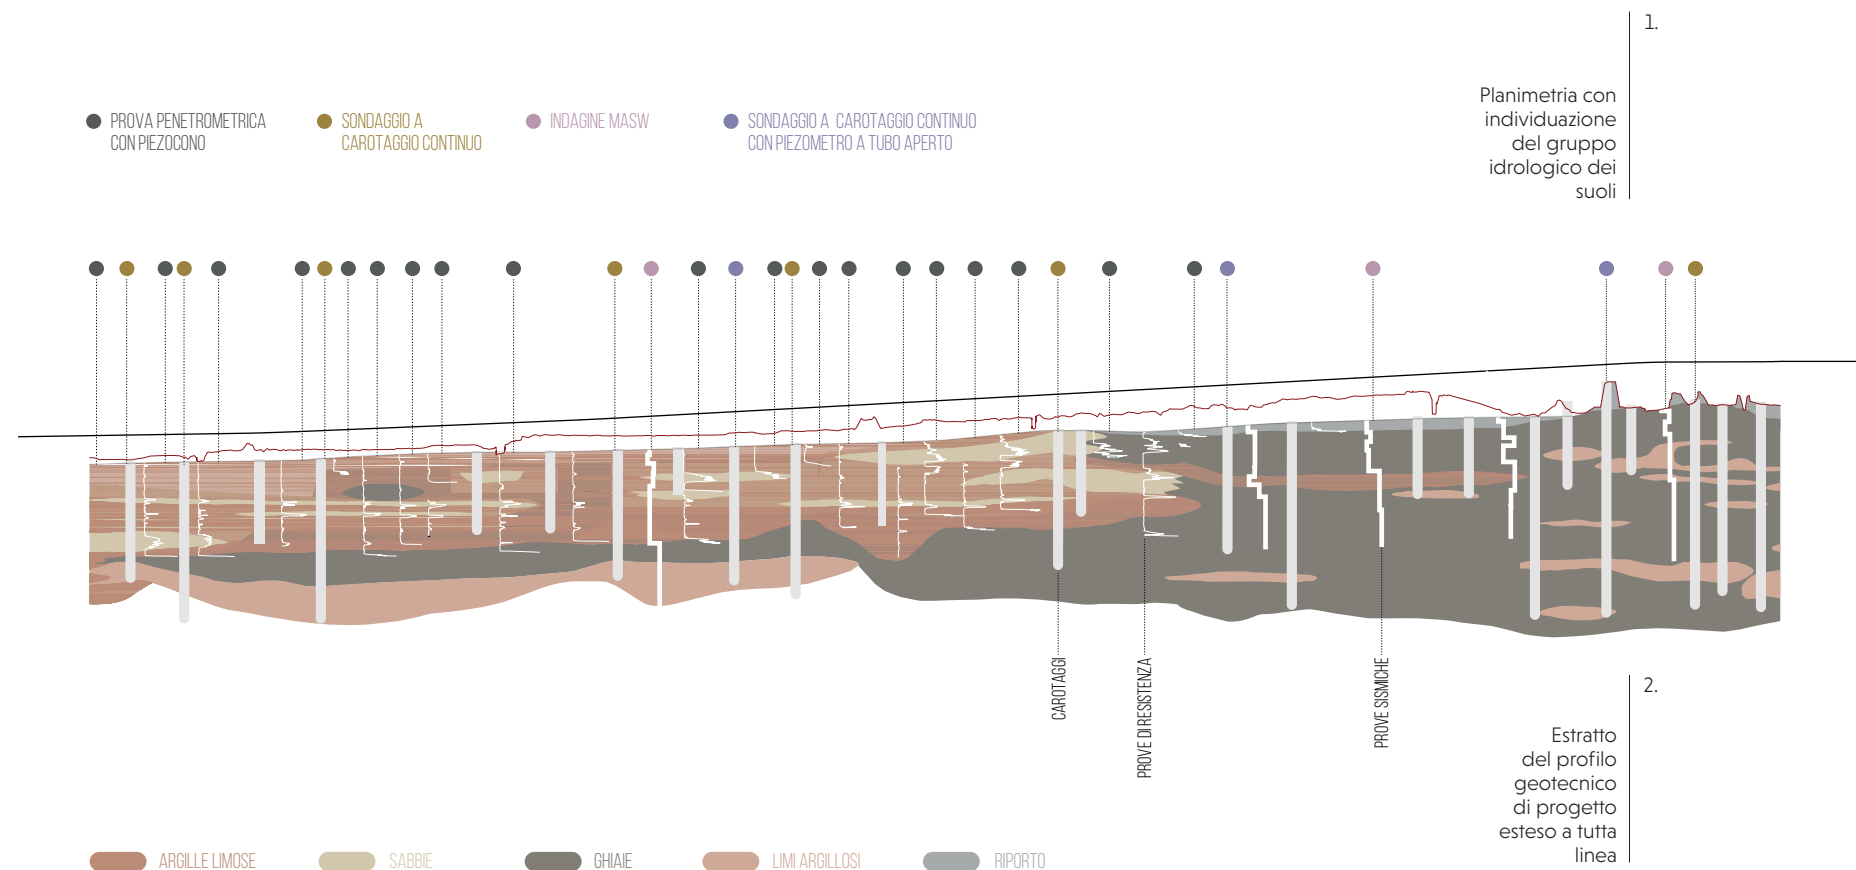 1.
Planimetria con
individuazione
del gruppo
idrologico dei
suoli
PROVA PENETROMETRICA
CON PIEZOCONO
SONDAGGIO A
CAROTAGGIO CONTINUO
INDAGINE MASW
SONDAGGIO A CAROTAGGIO CONTINUO
CON PIEZOMETRO A TUBO APERTO
CAROTAGGI
PROVE DI RESISTENZA
PROVE SISMICHE
2.
Estratto
del profilo
geotecnico
di progetto
esteso a tutta
linea
ARGILLE LIMOSE
SABBIE
GHIAIE
LIMI ARGILLOSI
RIPORTO